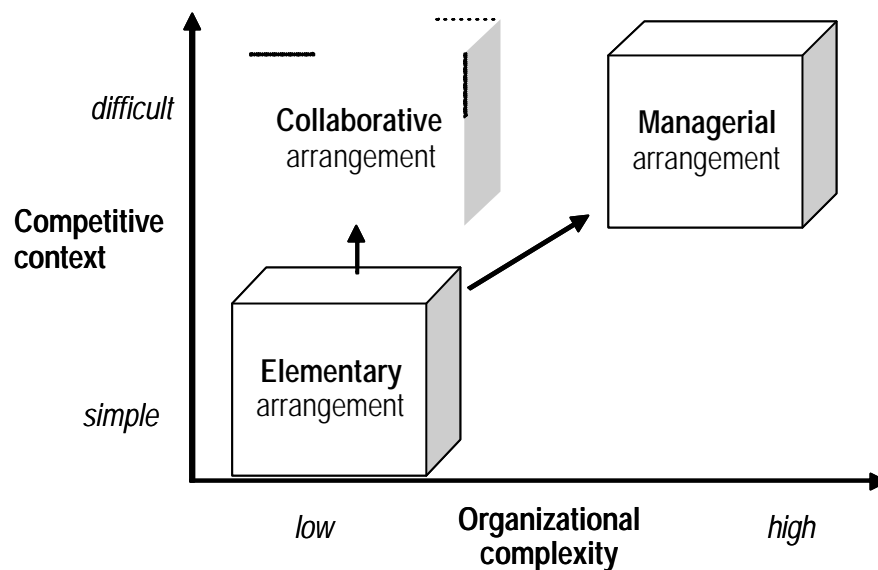 difficult
Collaborative
arrangement
Managerial
arrangement
Competitive
context
Elementary
arrangement
simple
low
Organizational
complexity
high